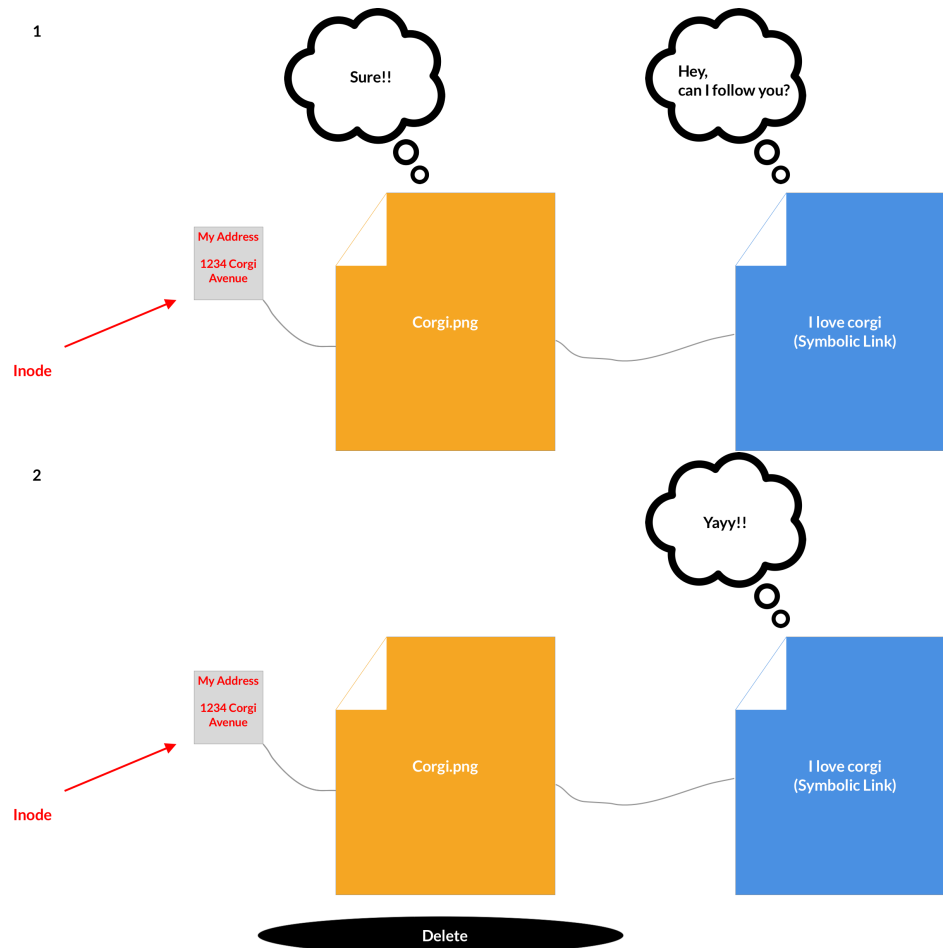 1
Sure!!
Hey,
can I follow you?
My Address
1234 Corgi
Avenue
Corgi.png
I love corgi
(Symbolic Link)
Inode
2
Yayy!!
My Address
1234 Corgi
Avenue
Corgi.png
I love corgi
(Symbolic Link)
Inode
Delete